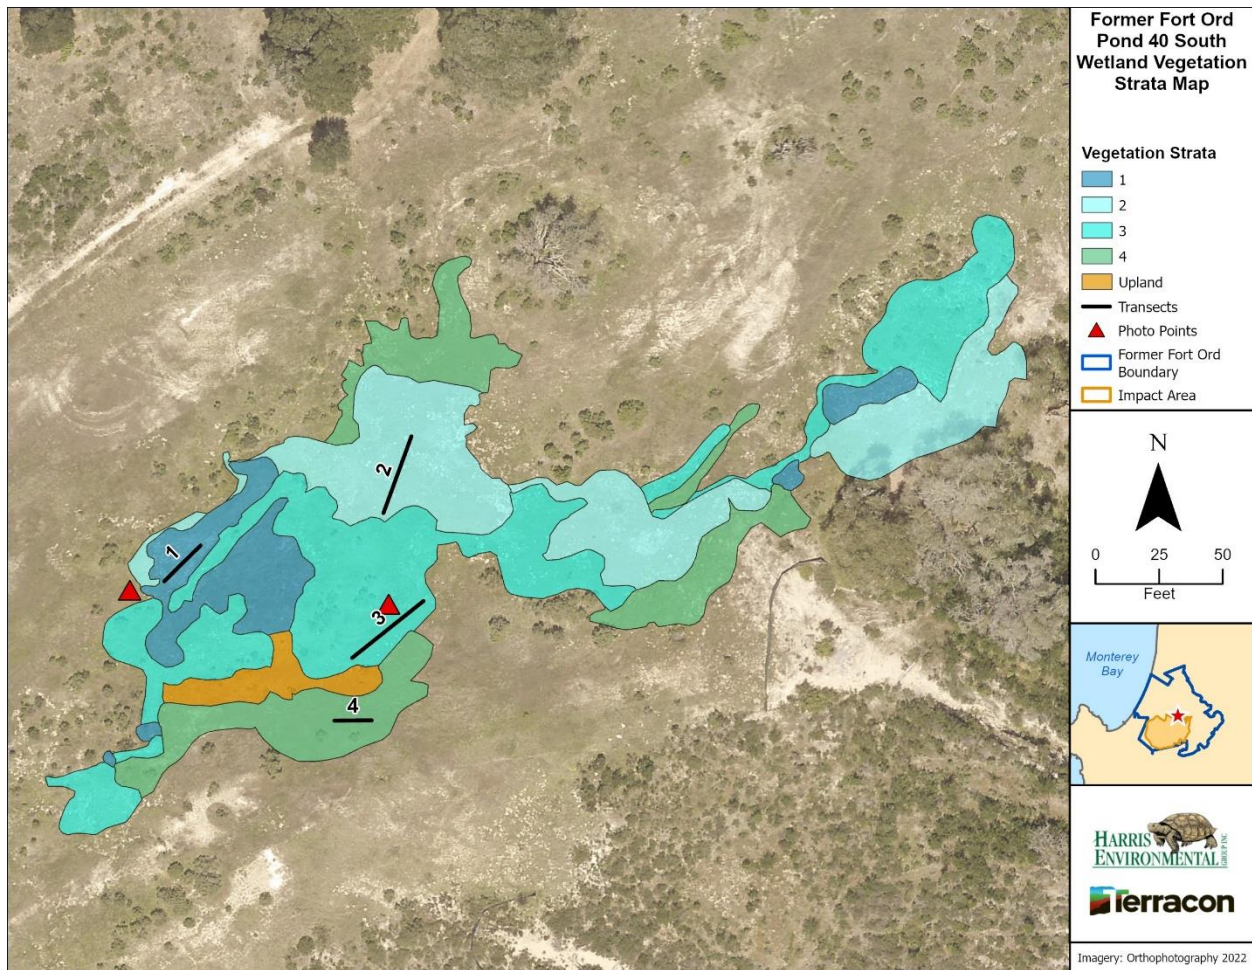 Former Fort Ord
Pond 40 South
Wetland Vegetation
Strata Map
Vegetation Strata
1
2
3
4
Upland
Transects
Photo Points
Former Fort Ord
Boundary
Impact Area
N
0 25 50
Feet
Monterey
Bay
HARRIS
ENVIRONMENTAL
GROUP INC
Terracon
Imagery: Orthophotography 2022
2
1
3
4